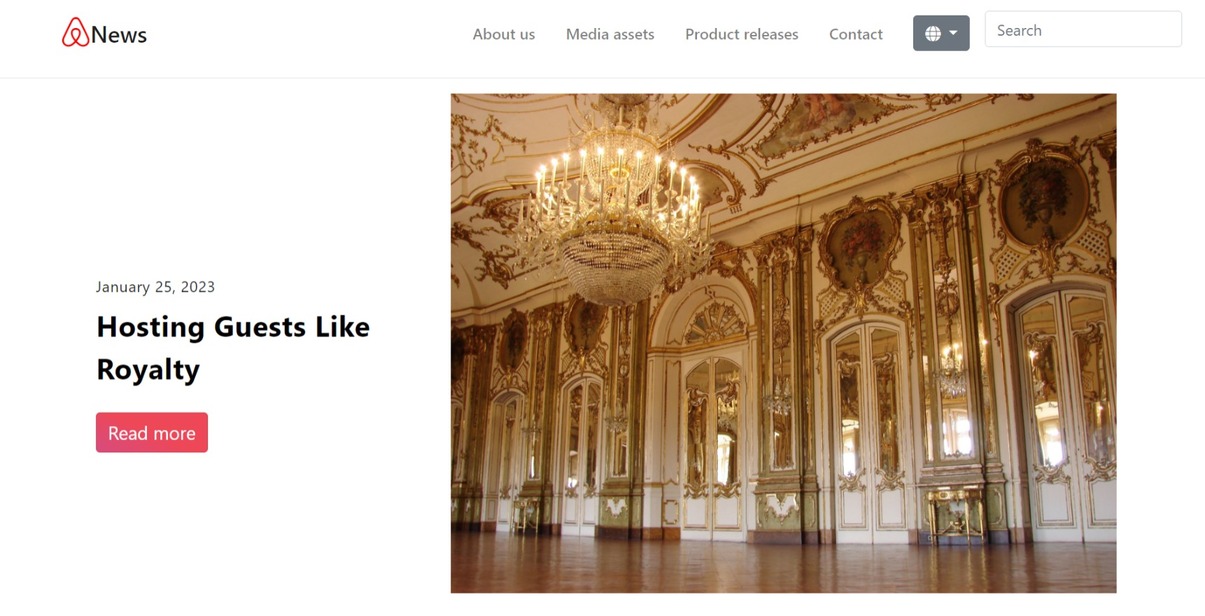 News
About us
Media assets
Product releases
Contact
Search
January 25, 2023
Hosting Guests Like
Royalty
Read more